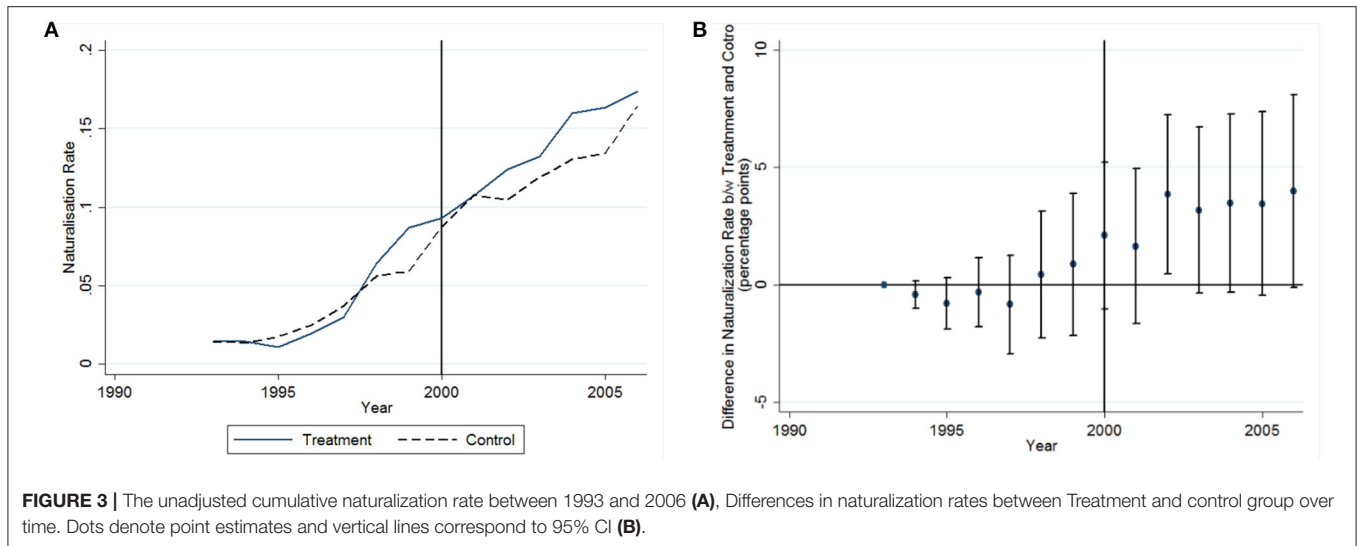 A
.2
.15
.1
.05
0
Naturalisation Rate
1990
1995
2000
2005
Year
Treatment
Control
B
10
5
0
-5
Difference in Naturalization Rate b/w Treatnment and Cotro
(percentage points)
1990
1995
2000
2005
Year
FIGURE 3 | The unadjusted cumulative naturalization rate between 1993 and 2006 (A), Differences in naturalization rates between Treatment and control group over
time. Dots denote point estimates and vertical lines correspond to 95% CI (B).